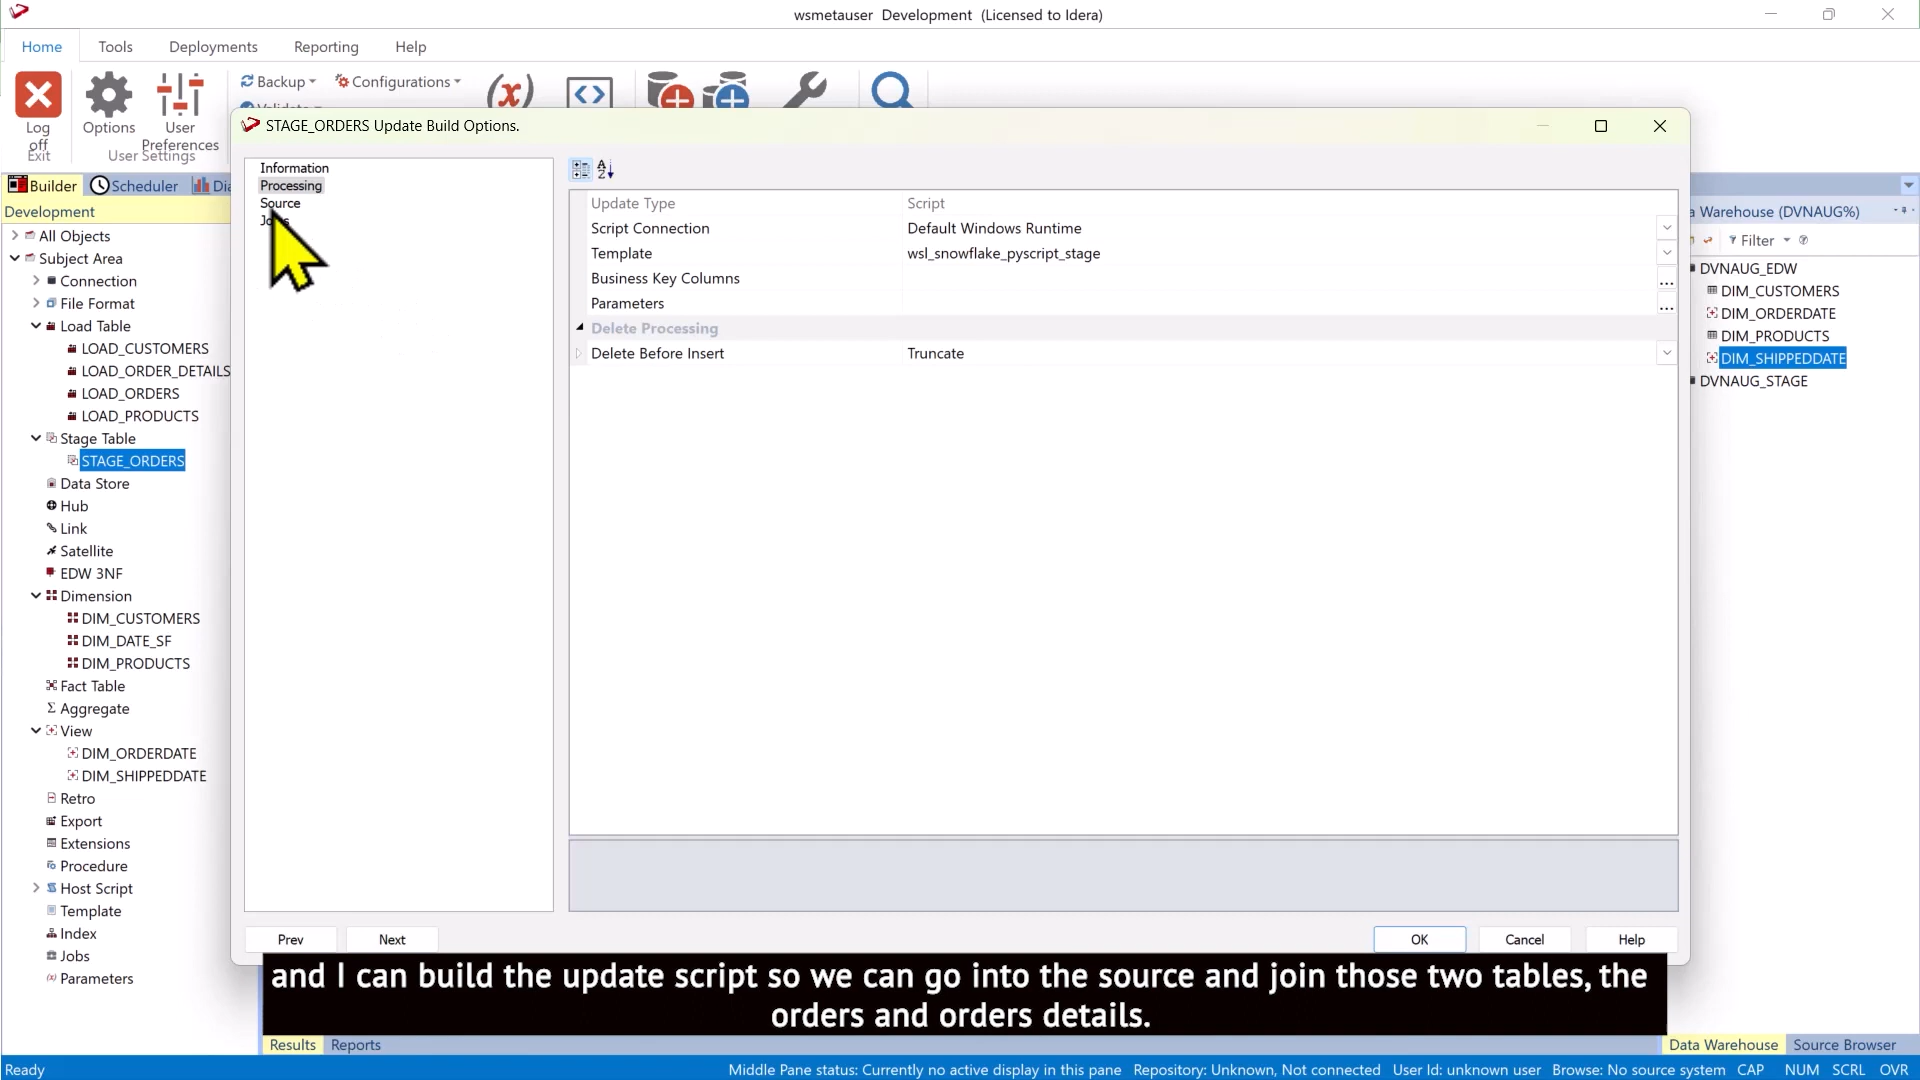 wsmetauser Development (Licensed to Idera)
Home Tools Deployments Reporting Help
Backup Configurations
Log off Options User Preferences
Exit User Settings
STAGE_ORDERS Update Build Options.
Builder Scheduler
Development
All Objects
Subject Area
Connection
File Format
Load Table
LOAD_CUSTOMERS
LOAD_ORDER_DETAILS
LOAD_ORDERS
LOAD_PRODUCTS
Stage Table
STAGE_ORDERS
Data Store
Hub
Link
Satellite
EDW 3NF
Dimension
DIM_CUSTOMERS
DIM_DATE_SF
DIM_PRODUCTS
Fact Table
Aggregate
View
DIM_ORDERDATE
DIM_SHIPPEDDATE
Retro
Export
Extensions
Procedure
Host Script
Template
Index
Jobs
Parameters
Information
Processing
Source
Update Type Script
Script Connection Default Windows Runtime
Template wsl_snowflake_pyscript_stage
Business Key Columns
Parameters
Delete Processing
Delete Before Insert Truncate
Prev Next OK Cancel Help
a Warehouse (DVNAUG%)
Filter
DVNAUG_EDW
DIM_CUSTOMERS
DIM_ORDERDATE
DIM_PRODUCTS
DIM_SHIPPEDDATE
DVNAUG_STAGE
and I can build the update script so we can go into the source and join those two tables, the
orders and orders details.
Results Reports
Data Warehouse Source Browser
Ready Middle Pane status: Currently no active display in this pane Repository: Unknown, Not connected User Id: unknown user Browse: No source system CAP NUM SCRL OVR